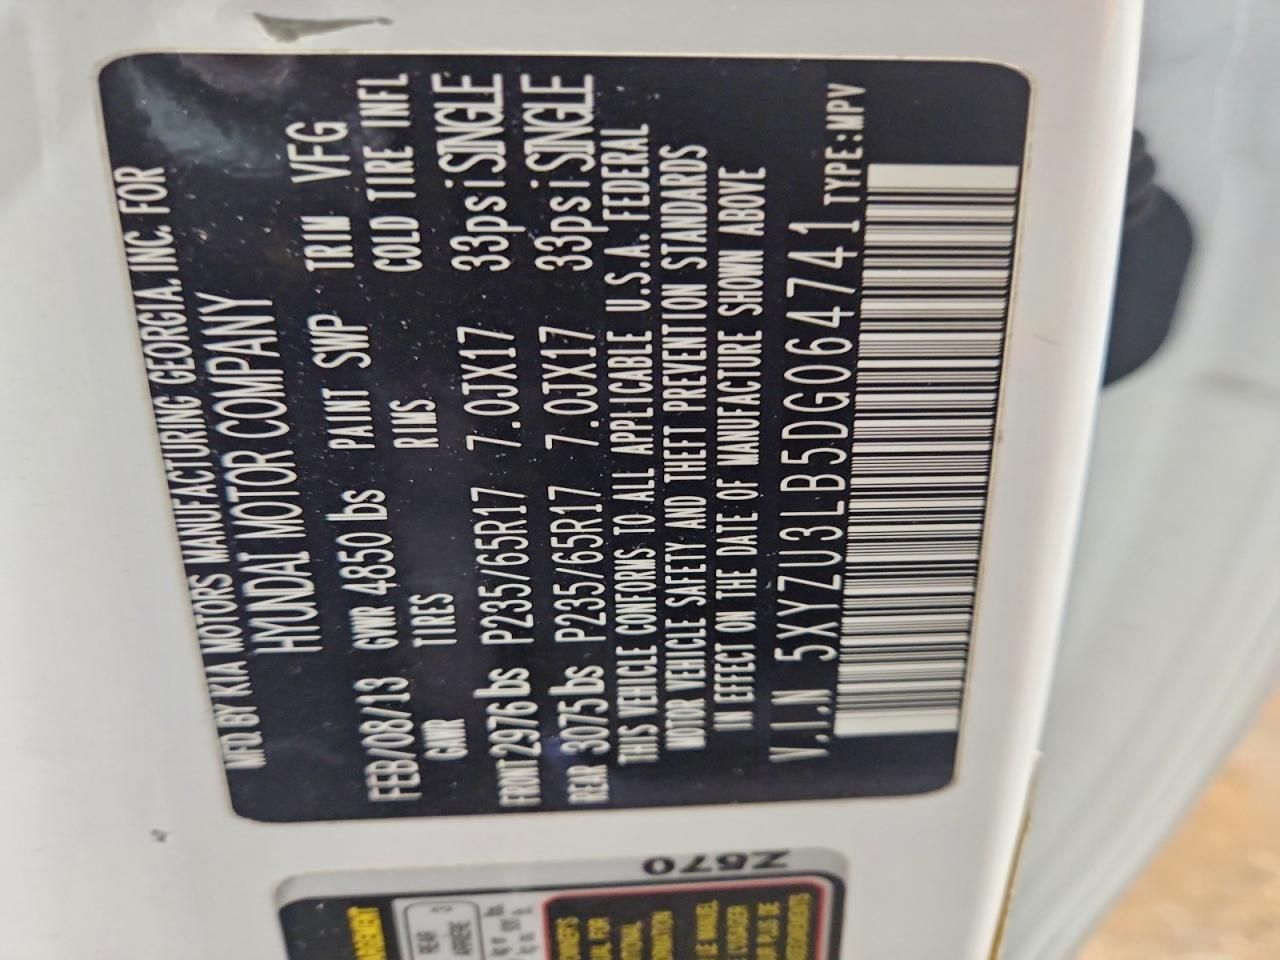 MFD BY KIA MOTORS MANUFACTURING GEORGIA, INC. FOR
HYUNDAI MOTOR COMPANY
FEB/08/13 GVWR 4850 lbs PAINT SWP TRIM VFG
GAWR TIRES RIMS COLD TIRE INFL
FRONT 2976 lbs P235/65R17 7.0JX17 33psi SINGLE
REAR 3075 lbs P235/65R17 7.0JX17 33psi SINGLE
THIS VEHICLE CONFORMS TO ALL APPLICABLE U.S.A. FEDERAL
MOTOR VEHICLE SAFETY AND THEFT PREVENTION STANDARDS
IN EFFECT ON THE DATE OF MANUFACTURE SHOWN ABOVE
V.I.N 5XYZU3LB5DG064741 TYPE:MPV
Z570
REAR
ARRIÈRE